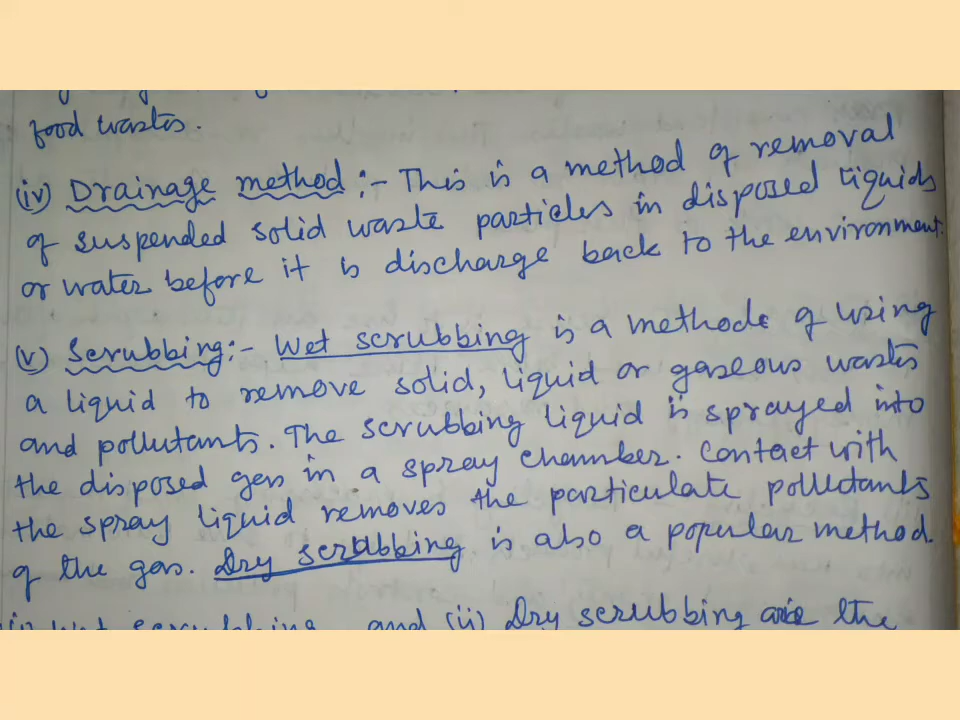 food wastes.
(iv) Drainage method:- This is a method of removal
of suspended solid waste particles in disposed liquids
or water before it is discharge back to the environment.
(v) Scrubbing:- Wet scrubbing is a methode of using
a liquid to remove solid, liquid or gaseous wastes
and pollutants. The scrubbing liquid is sprayed into
the disposed gas in a spray chamber. Contact with
the spray liquid removes the particulate pollutants
of the gas. Dry scrubbing is also a popular method.
and (ii) Dry scrubbing are the